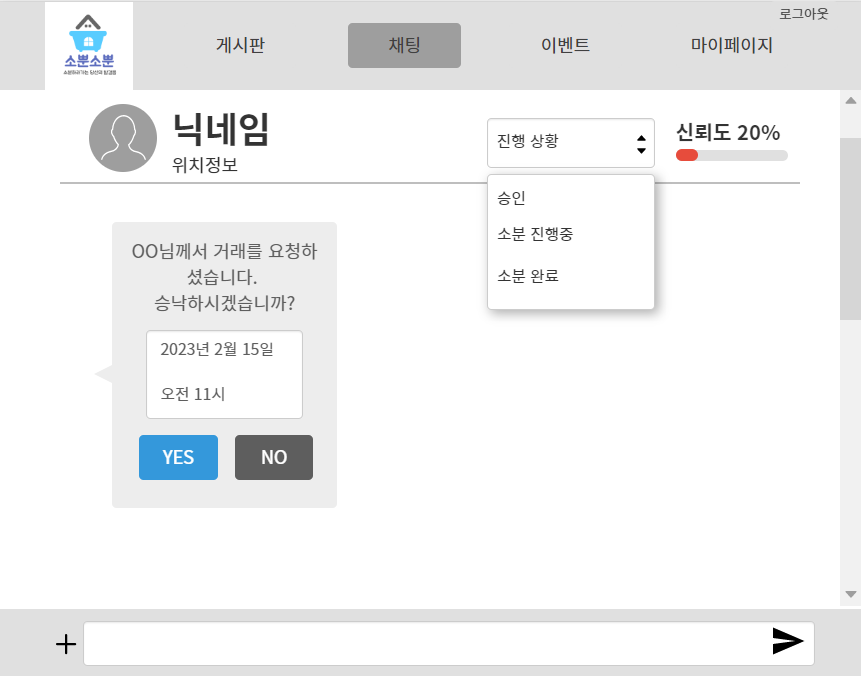 로그아웃
소뿐소뿐
게시판
채팅
이벤트
마이페이지
닉네임
위치정보
진행 상황
신뢰도 20%
승인
소분 진행중
소분 완료
OO님께서 거래를 요청하
셨습니다.
승낙하시겠습니까?
2023년 2월 15일
오전 11시
YES
NO